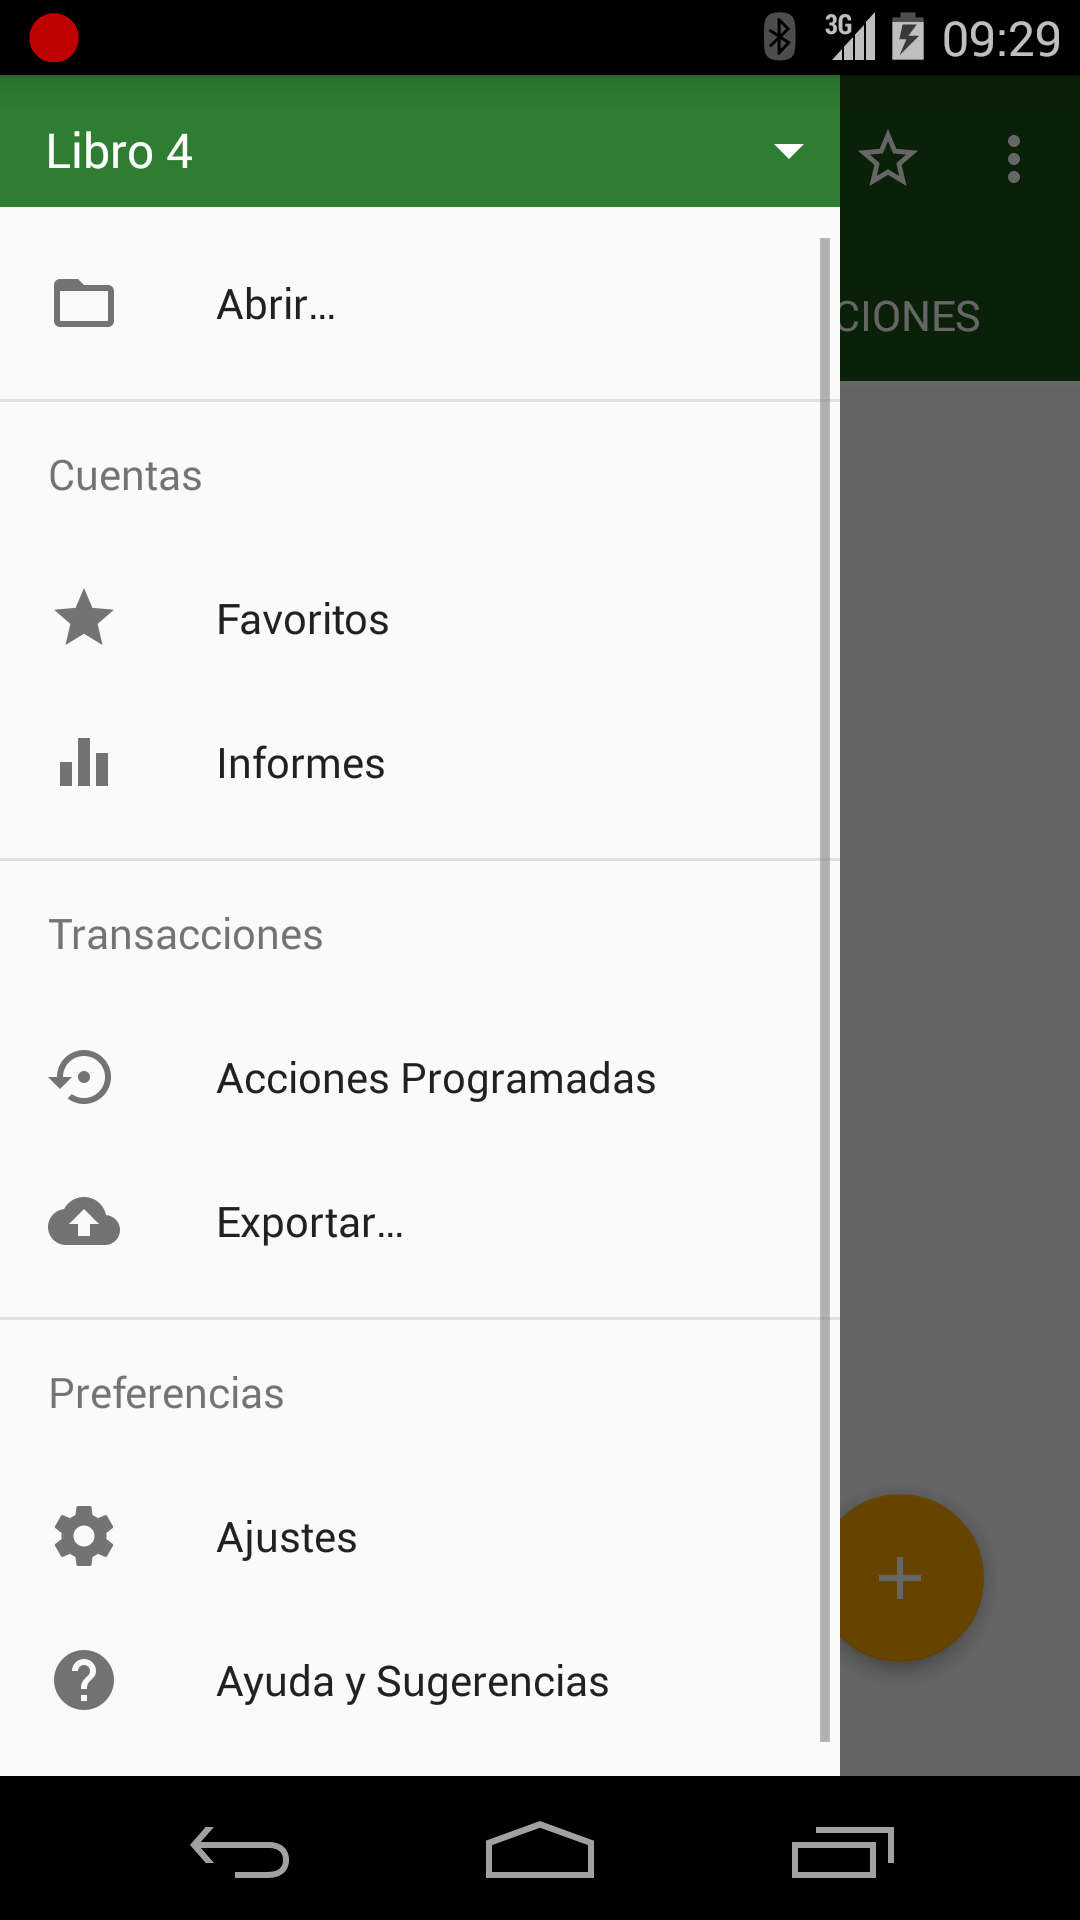 3G 09:29
Libro 4
CIONES
Abrir...
Cuentas
Favoritos
Informes
Transacciones
Acciones Programadas
Exportar...
Preferencias
Ajustes
Ayuda y Sugerencias